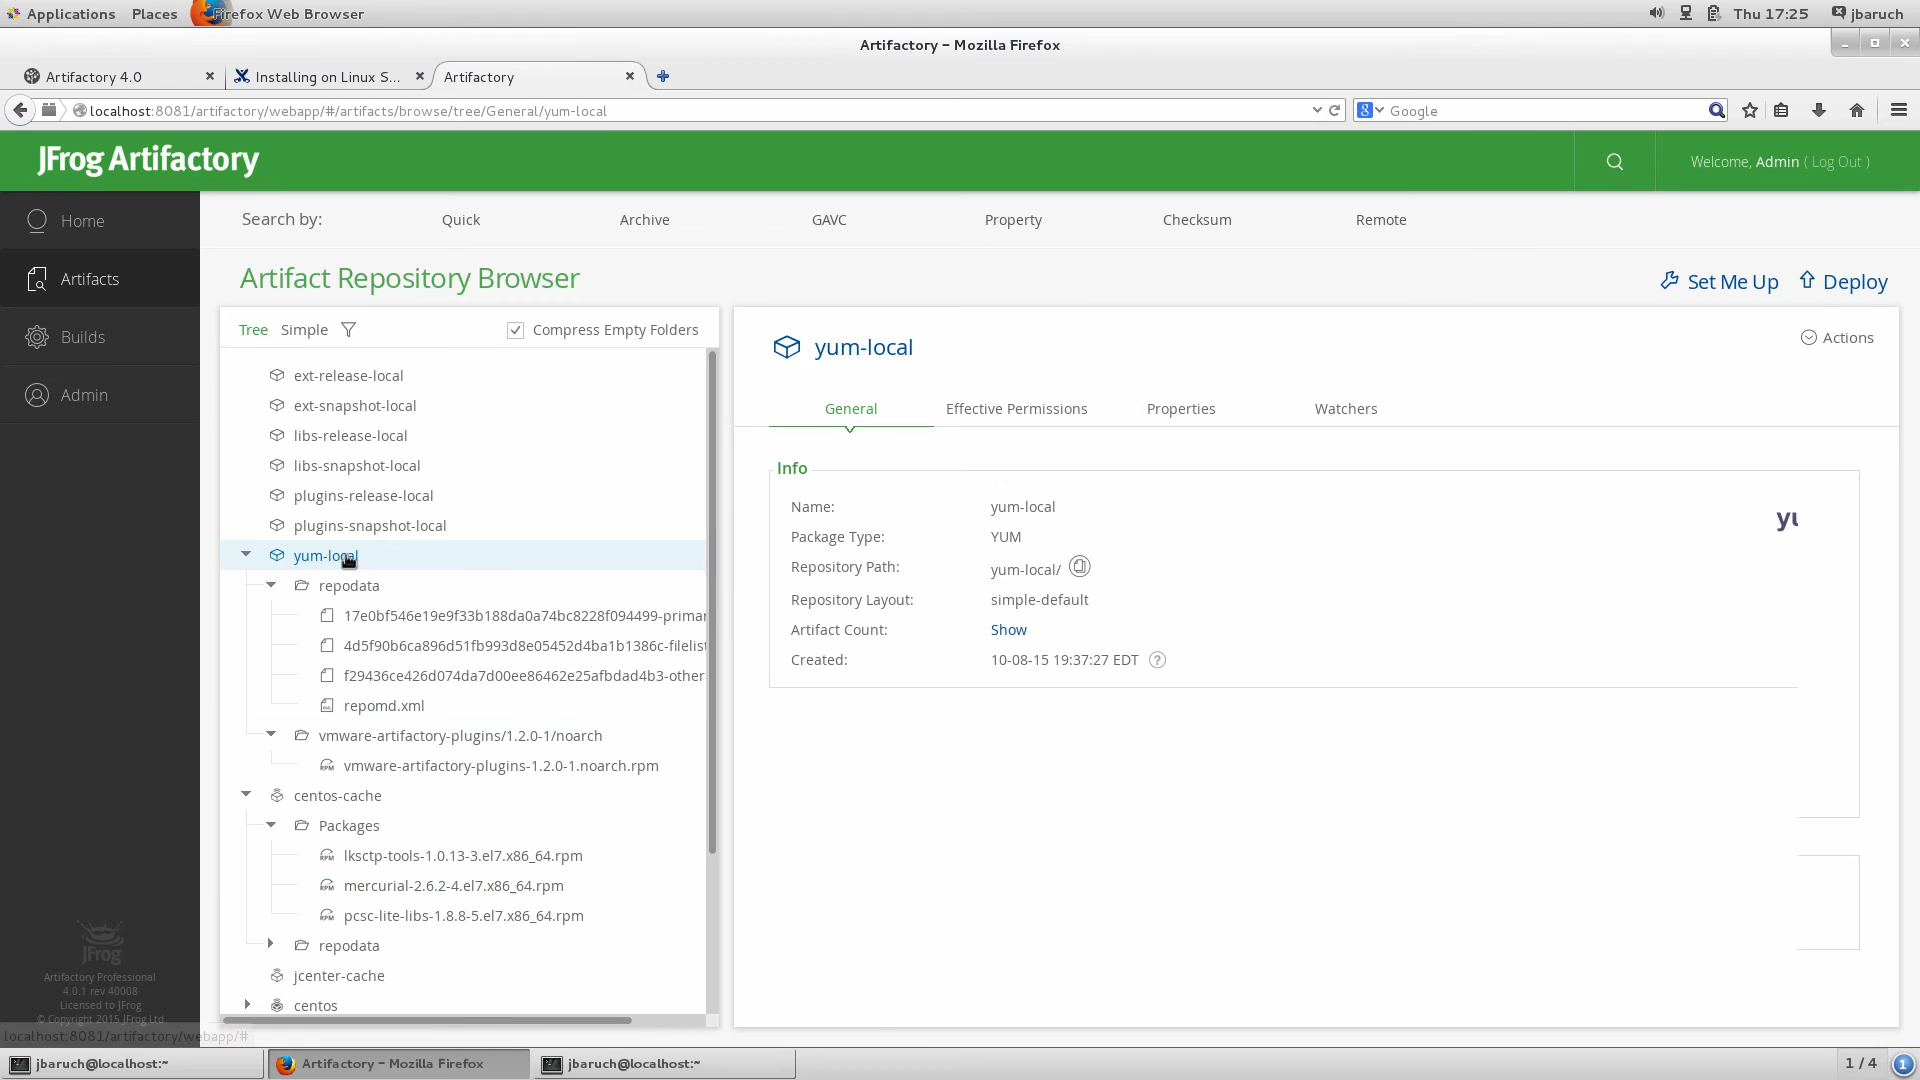 Applications Places Firefox Web Browser Thu 17:25 jbaruch
Artifactory - Mozilla Firefox
Artifactory 4.0 Installing on Linux S... Artifactory
localhost:8081/artifactory/webapp/#/artifacts/browse/tree/General/yum-local Google
JFrog Artifactory Welcome, Admin ( Log Out )
Home
Artifacts
Builds
Admin
Search by: Quick Archive GAVC Property Checksum Remote
Artifact Repository Browser Set Me Up Deploy
Tree Simple Compress Empty Folders
ext-release-local
ext-snapshot-local
libs-release-local
libs-snapshot-local
plugins-release-local
plugins-snapshot-local
yum-local
repodata
17e0bf546e19e9f33b188da0a74bc8228f094499-primar
4d5f90b6ca896d51fb993d8e05452d4ba1b1386c-filelist
f29436ce426d074da7d00ee86462e25afbdad4b3-other
repomd.xml
vmware-artifactory-plugins/1.2.0-1/noarch
vmware-artifactory-plugins-1.2.0-1.noarch.rpm
centos-cache
Packages
lksctp-tools-1.0.13-3.el7.x86_64.rpm
mercurial-2.6.2-4.el7.x86_64.rpm
pcsc-lite-libs-1.8.8-5.el7.x86_64.rpm
repodata
jcenter-cache
centos
yum-local
Actions
General Effective Permissions Properties Watchers
Info
Name: yum-local
Package Type: YUM
Repository Path: yum-local/
Repository Layout: simple-default
Artifact Count: Show
Created: 10-08-15 19:37:27 EDT ?
yu
JFrog
Artifactory Professional
4.0.1 rev 40008
Licensed to JFrog
© Copyright 2015 JFrog Ltd
localhost:8081/artifactory/webapp/#
jbaruch@localhost:~ Artifactory - Mozilla Firefox jbaruch@localhost:~ 1 / 4 1